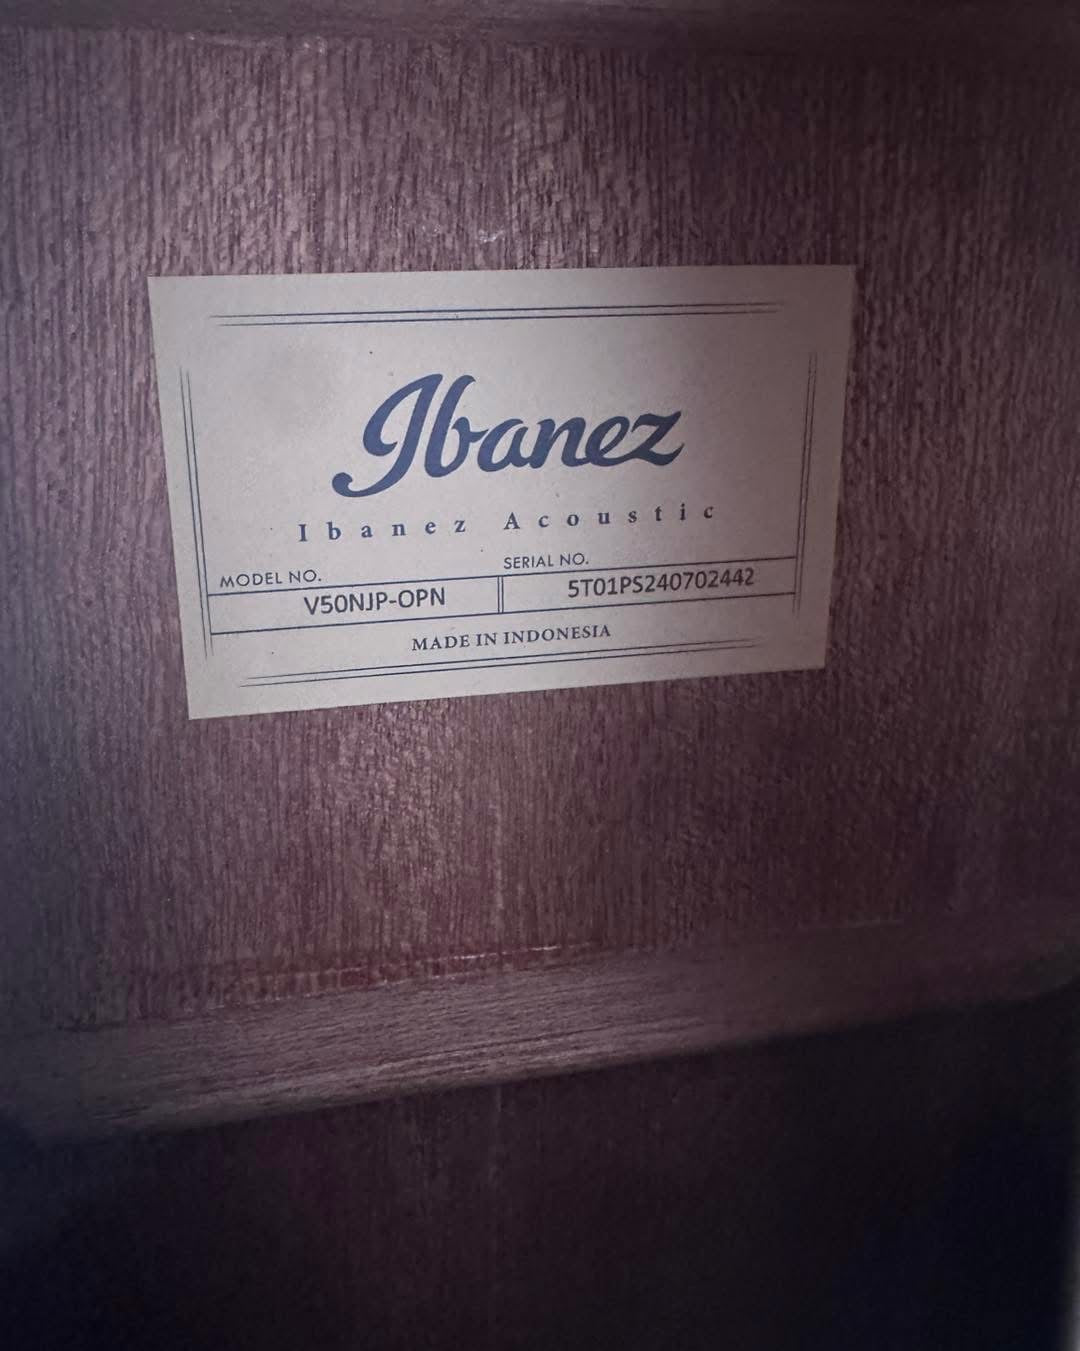 Ibanez
Ibanez Acoustic
MODEL NO. SERIAL NO.
V50NJP-OPN 5T01PS240702442
MADE IN INDONESIA